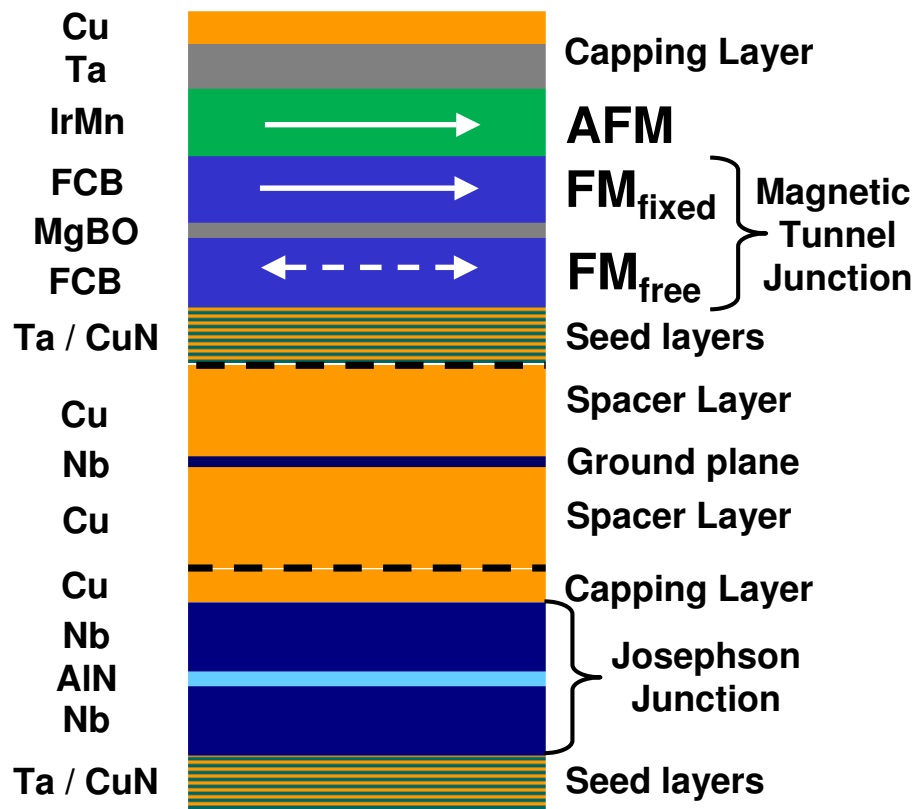 Cu
Ta
Capping Layer
IrMn
AFM
FCB
FMfixed
MgBO
FCB
FMfree
Magnetic
Tunnel
Junction
Ta / CuN
Seed layers
Cu
Spacer Layer
Nb
Ground plane
Cu
Spacer Layer
Cu
Capping Layer
Nb
AlN
Nb
Josephson
Junction
Ta / CuN
Seed layers